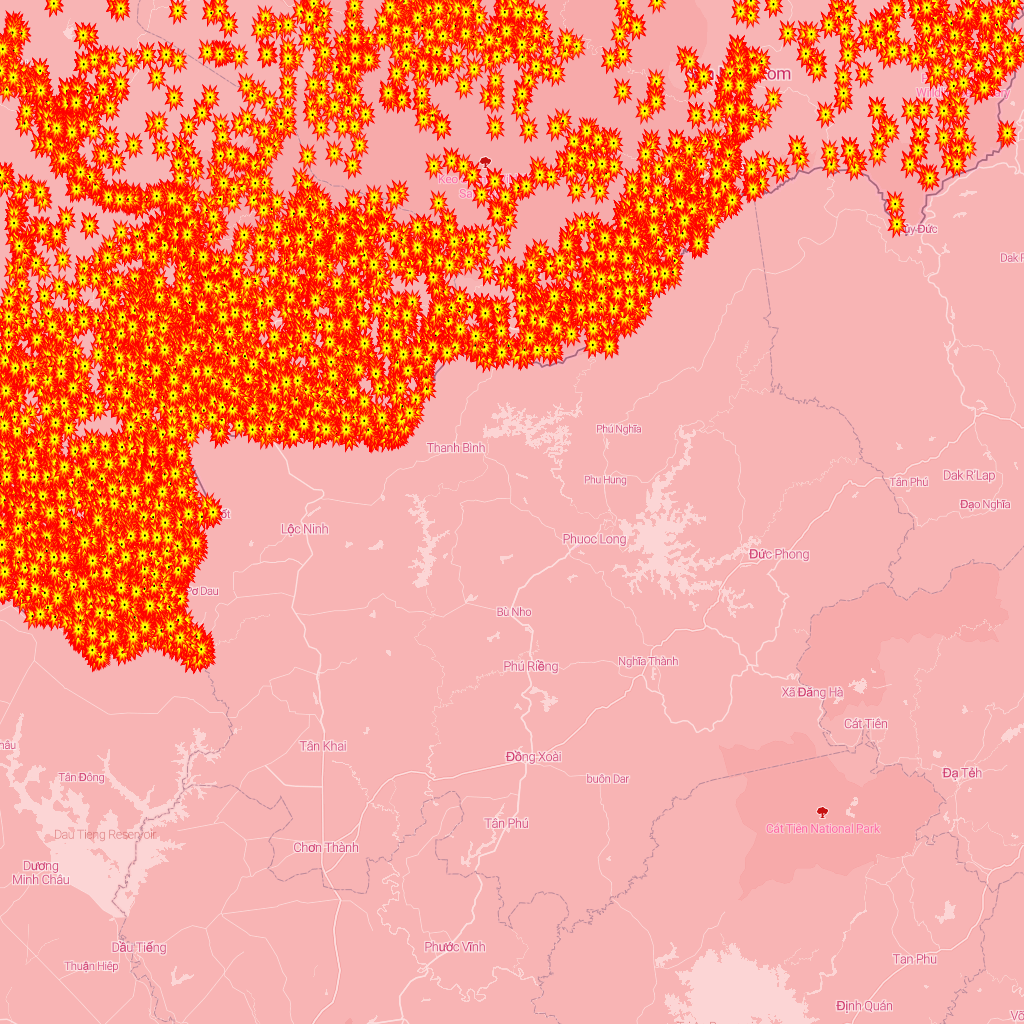 Đức
Dak R'Lap
Tân Phú
Đạo Nghĩa
Thanh Bình
Phú Nghĩa
Phu Hưng
Phuoc Long
Đức Phong
Lộc Ninh
Bù Nho
Phú Riềng
Nghĩa Thành
Xã Đăng Hà
Cát Tiên
Tân Khai
Tân Đông
Đồng Xoài
buôn Dar
Đạ Tẻh
Cát Tiên National Park
Dau Tieng Reservoir
Tân Phú
Chơn Thành
Dương
Minh Châu
Dầu Tiếng
Thuận Hiệp
Phước Vĩnh
Tan Phu
Định Quán